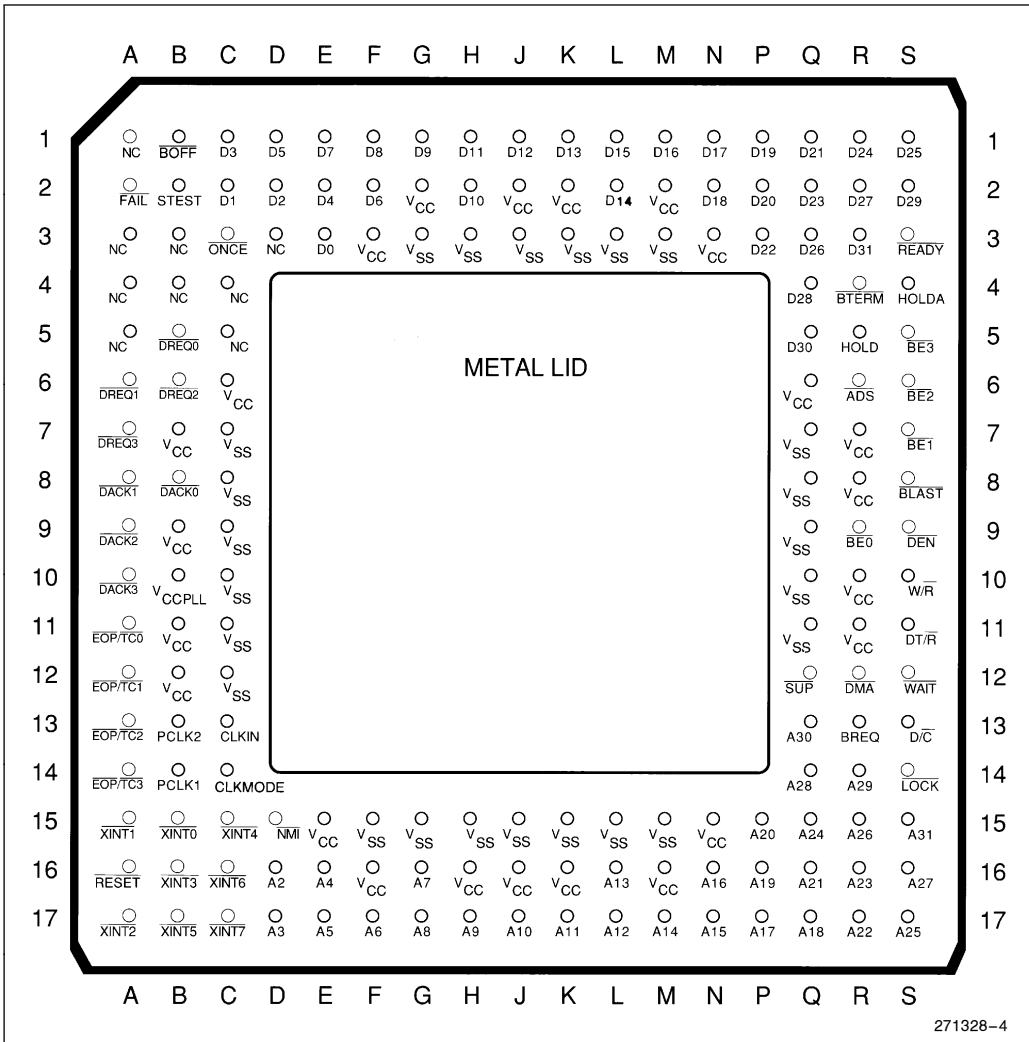 A B C D E F G H J K L M N P Q R S
1 NC BOFF D3 D5 D7 D8 D9 D11 D12 D13 D15 D16 D17 D19 D21 D24 D25 1
2 FAIL STEST D1 D2 D4 D6 VCC D10 VCC VCC D14 VCC D18 D20 D23 D27 D29 2
3 NC NC ONCE NC D0 VCC VSS VSS VSS VSS VSS VSS VCC D22 D26 D31 READY 3
4 NC NC NC D28 BTERM HOLDA 4
5 NC DREQ0 NC D30 HOLD BE3 5
METAL LID
6 DREQ1 DREQ2 VCC VCC ADS BE2 6
7 DREQ3 VCC VSS VSS VCC BE1 7
8 DACK1 DACK0 VSS VSS VCC BLAST 8
9 DACK2 VCC VSS VSS BE0 DEN 9
10 DACK3 VCCPLL VSS VSS VCC W/R 10
11 EOP/TC0 VCC VSS VSS VCC DT/R 11
12 EOP/TC1 VCC VSS SUP DMA WAIT 12
13 EOP/TC2 PCLK2 CLKIN A30 BREQ D/C 13
14 EOP/TC3 PCLK1 CLKMODE A28 A29 LOCK 14
15 XINT1 XINT0 XINT4 NMI VCC VSS VSS VSS VSS VSS VSS VSS VCC A20 A24 A26 A31 15
16 RESET XINT3 XINT6 A2 A4 VCC A7 VCC VCC VCC A13 VCC A16 A19 A21 A23 A27 16
17 XINT2 XINT5 XINT7 A3 A5 A6 A8 A9 A10 A11 A12 A14 A15 A17 A18 A22 A25 17
A B C D E F G H J K L M N P Q R S
271328-4